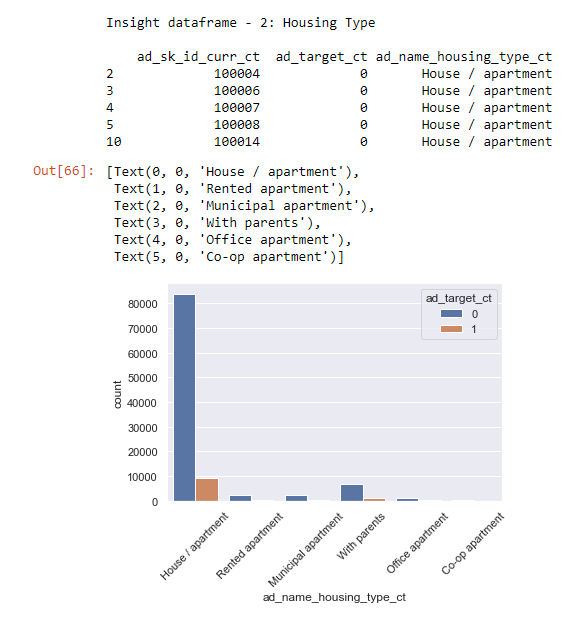 Insight dataframe - 2: Housing Type
ad_sk_id_curr_ct ad_target_ct ad_name_housing_type_ct
2 100004 0 House / apartment
3 100006 0 House / apartment
4 100007 0 House / apartment
5 100008 0 House / apartment
10 100014 0 House / apartment
Out[66]: [Text(0, 0, 'House / apartment'),
Text(1, 0, 'Rented apartment'),
Text(2, 0, 'Municipal apartment'),
Text(3, 0, 'With parents'),
Text(4, 0, 'Office apartment'),
Text(5, 0, 'Co-op apartment')]
ad_target_ct
0
1
80000
70000
60000
50000
40000
30000
20000
10000
0
count
House / apartment
Rented apartment
Municipal apartment
With parents
Office apartment
Co-op apartment
ad_name_housing_type_ct